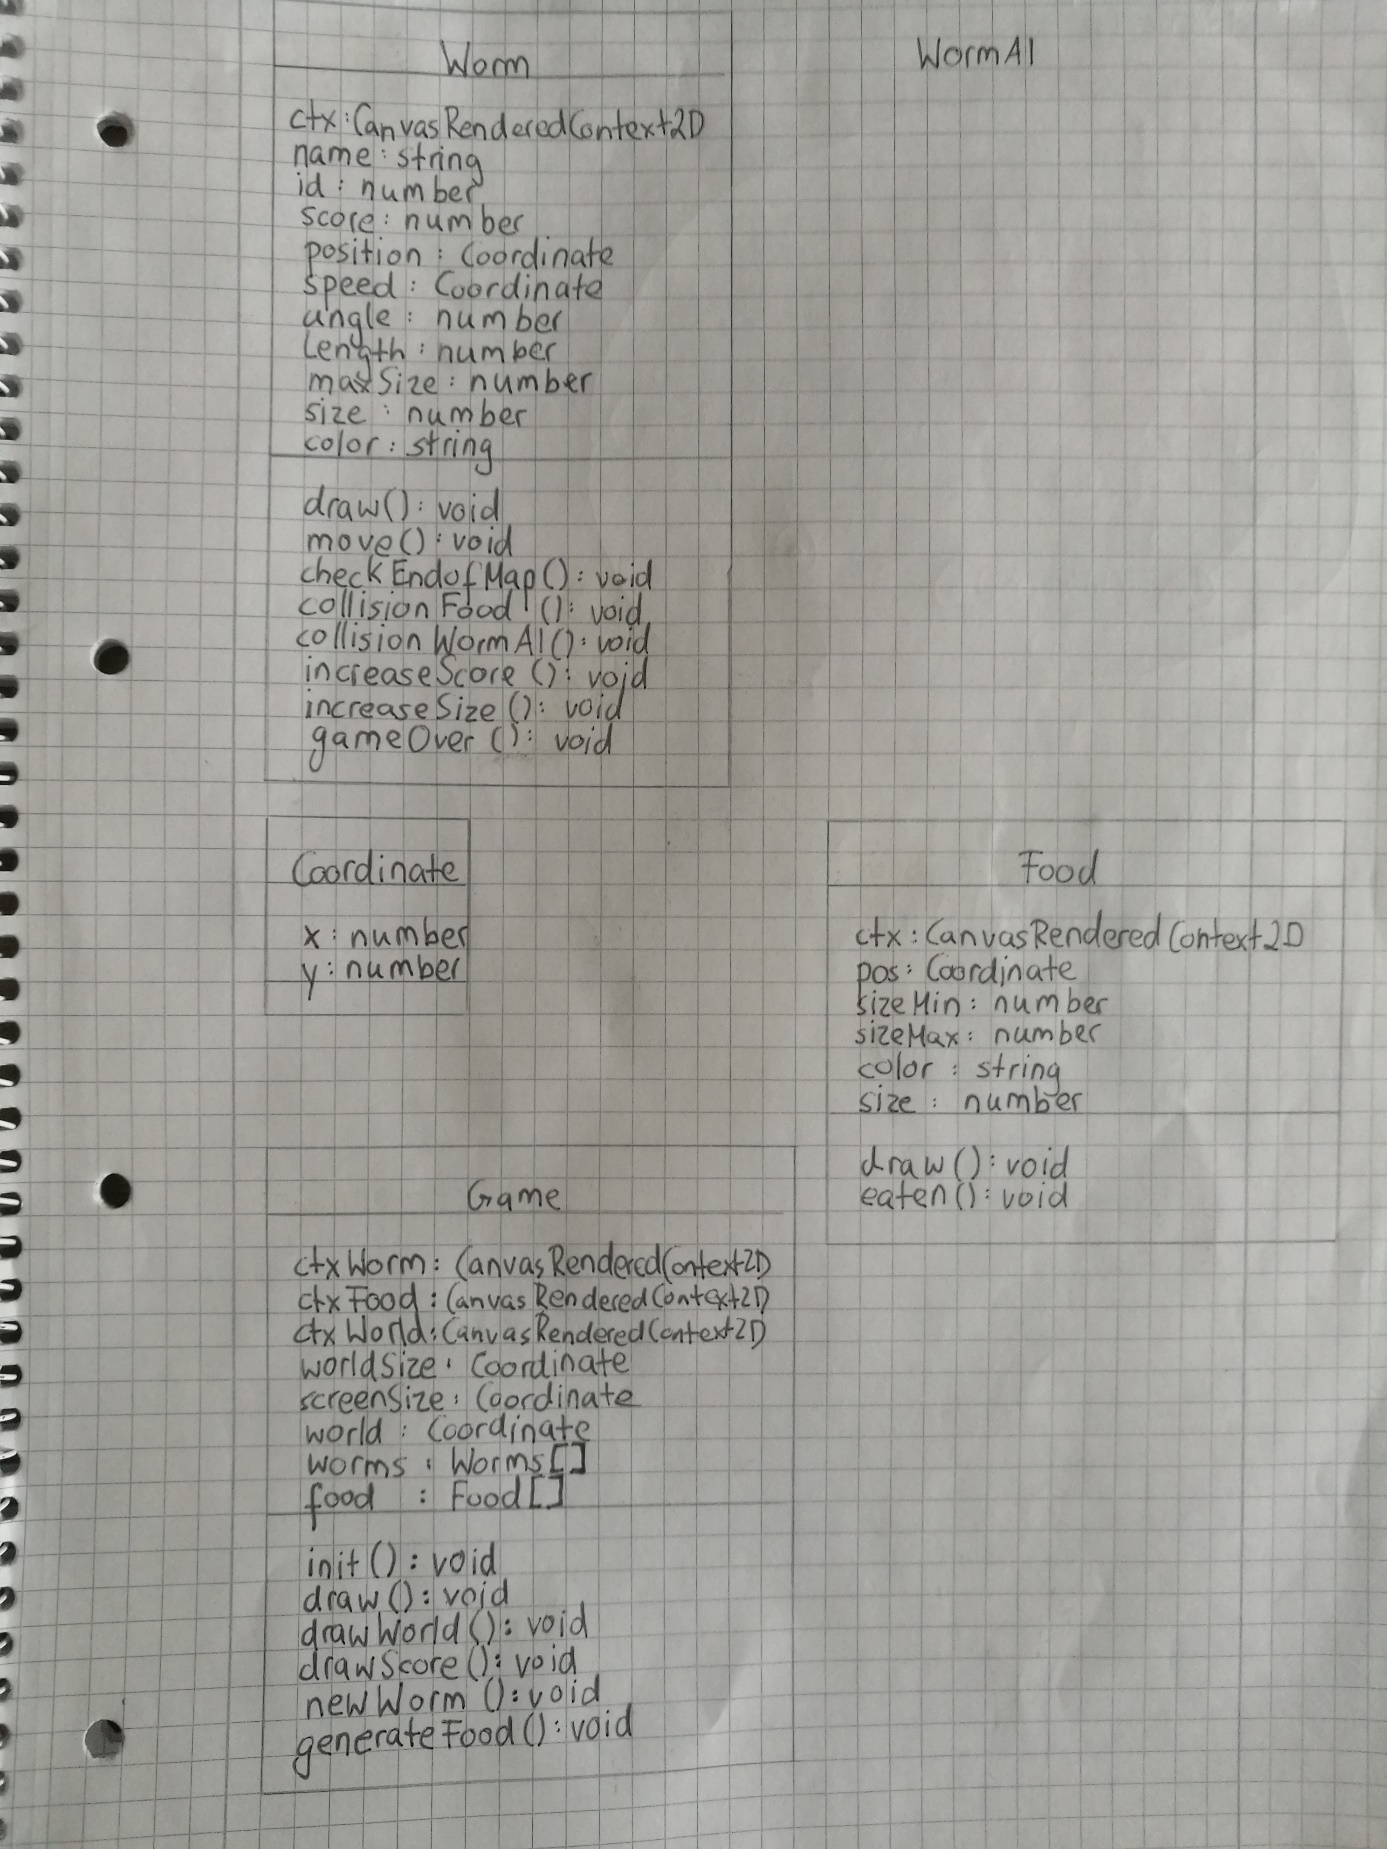 Worm
ctx:CanvasRenderedContext2D
name: string
id: number
score: number
position: Coordinate
speed: Coordinate
angle: number
length: number
maxSize: number
size: number
color: string
draw(): void
move(): void
checkEndofMap(): void
collisionFood(): void
collisionWormAI(): void
increaseScore(): void
increaseSize(): void
gameOver(): void
WormAI
Coordinate
x: number
y: number
Food
ctx:CanvasRenderedContext2D
pos: Coordinate
sizeMin: number
sizeMax: number
color: string
size: number
draw(): void
eaten(): void
Game
ctxWorm: CanvasRenderedContext2D
ctxFood: CanvasRenderedContext2D
ctxWorld: CanvasRenderedContext2D
worldSize: Coordinate
screenSize: Coordinate
world: Coordinate
worms: Worms[]
food : Food[]
init(): void
draw(): void
drawWorld(): void
drawScore(): void
newWorm(): void
generateFood(): void